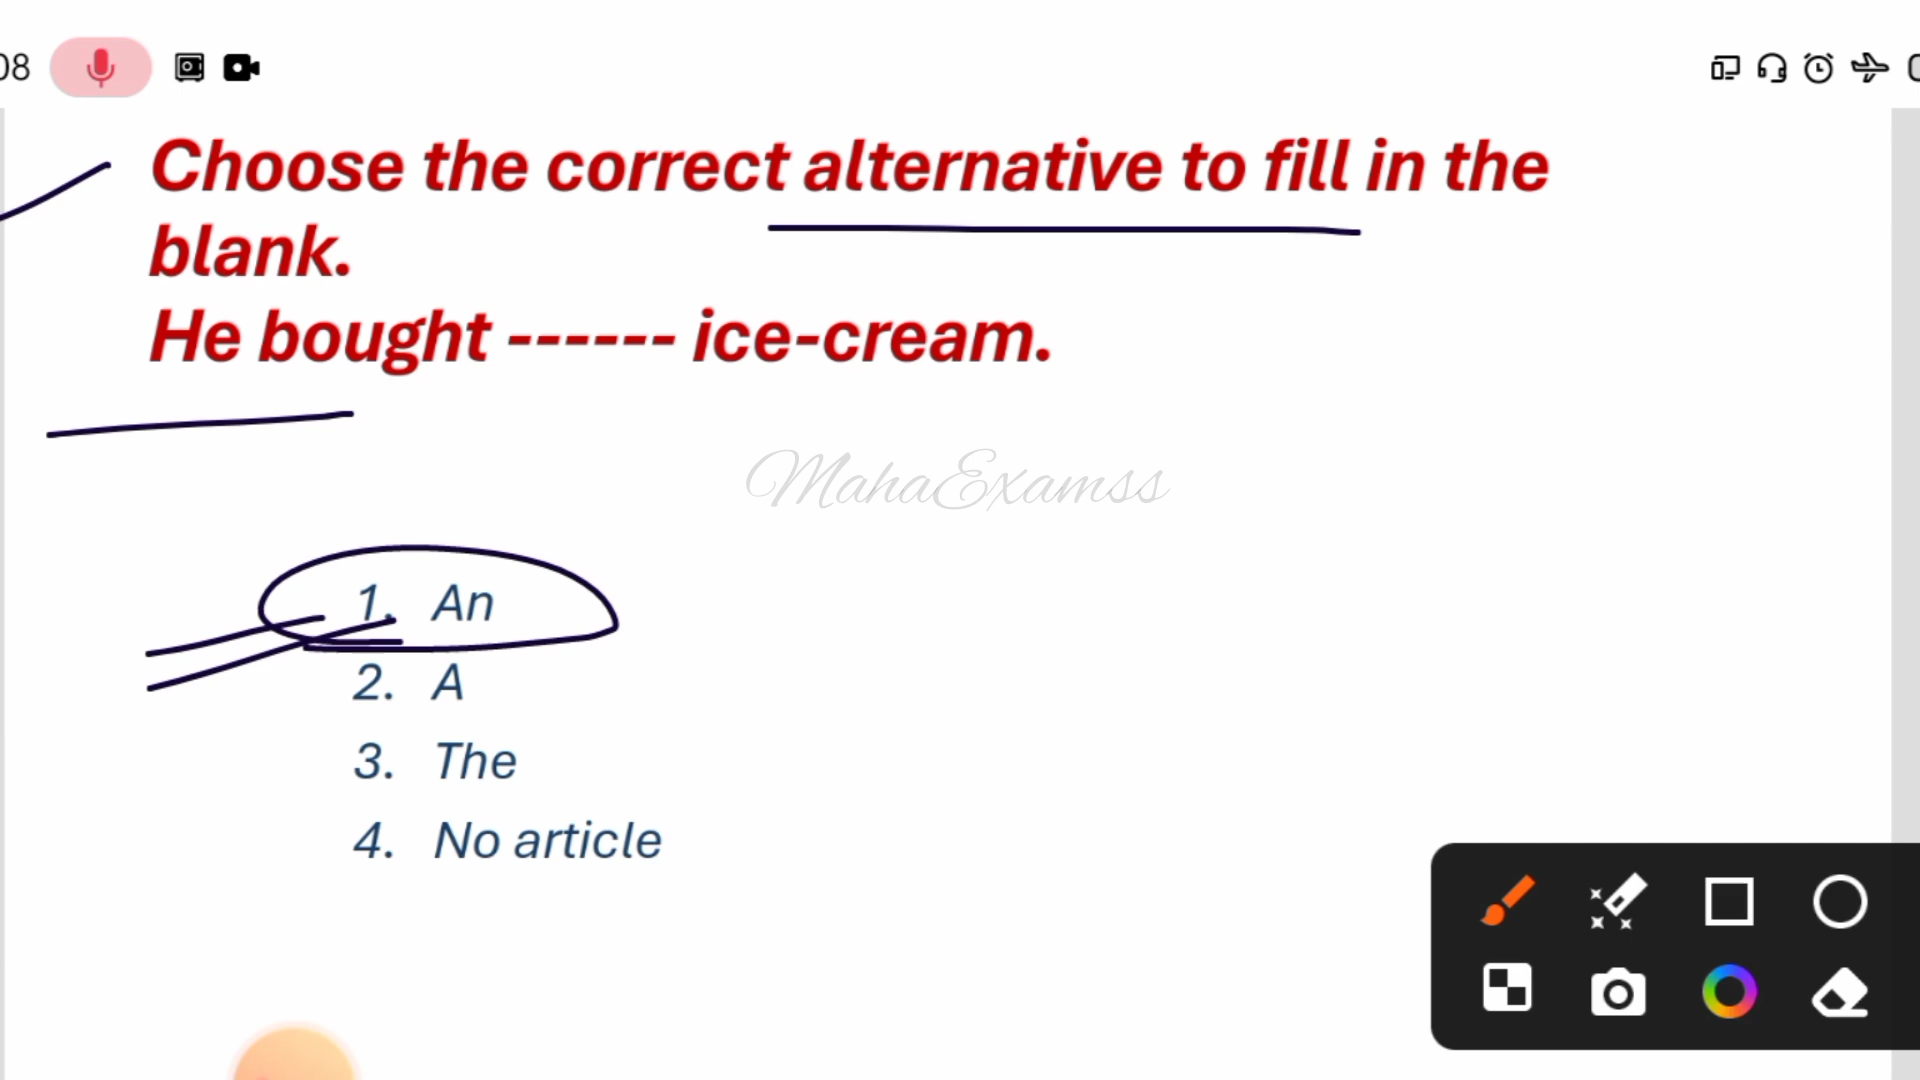 08
Choose the correct alternative to fill in the
blank.
He bought ------ ice-cream.
MahaExamss
1. An
2. A
3. The
4. No article